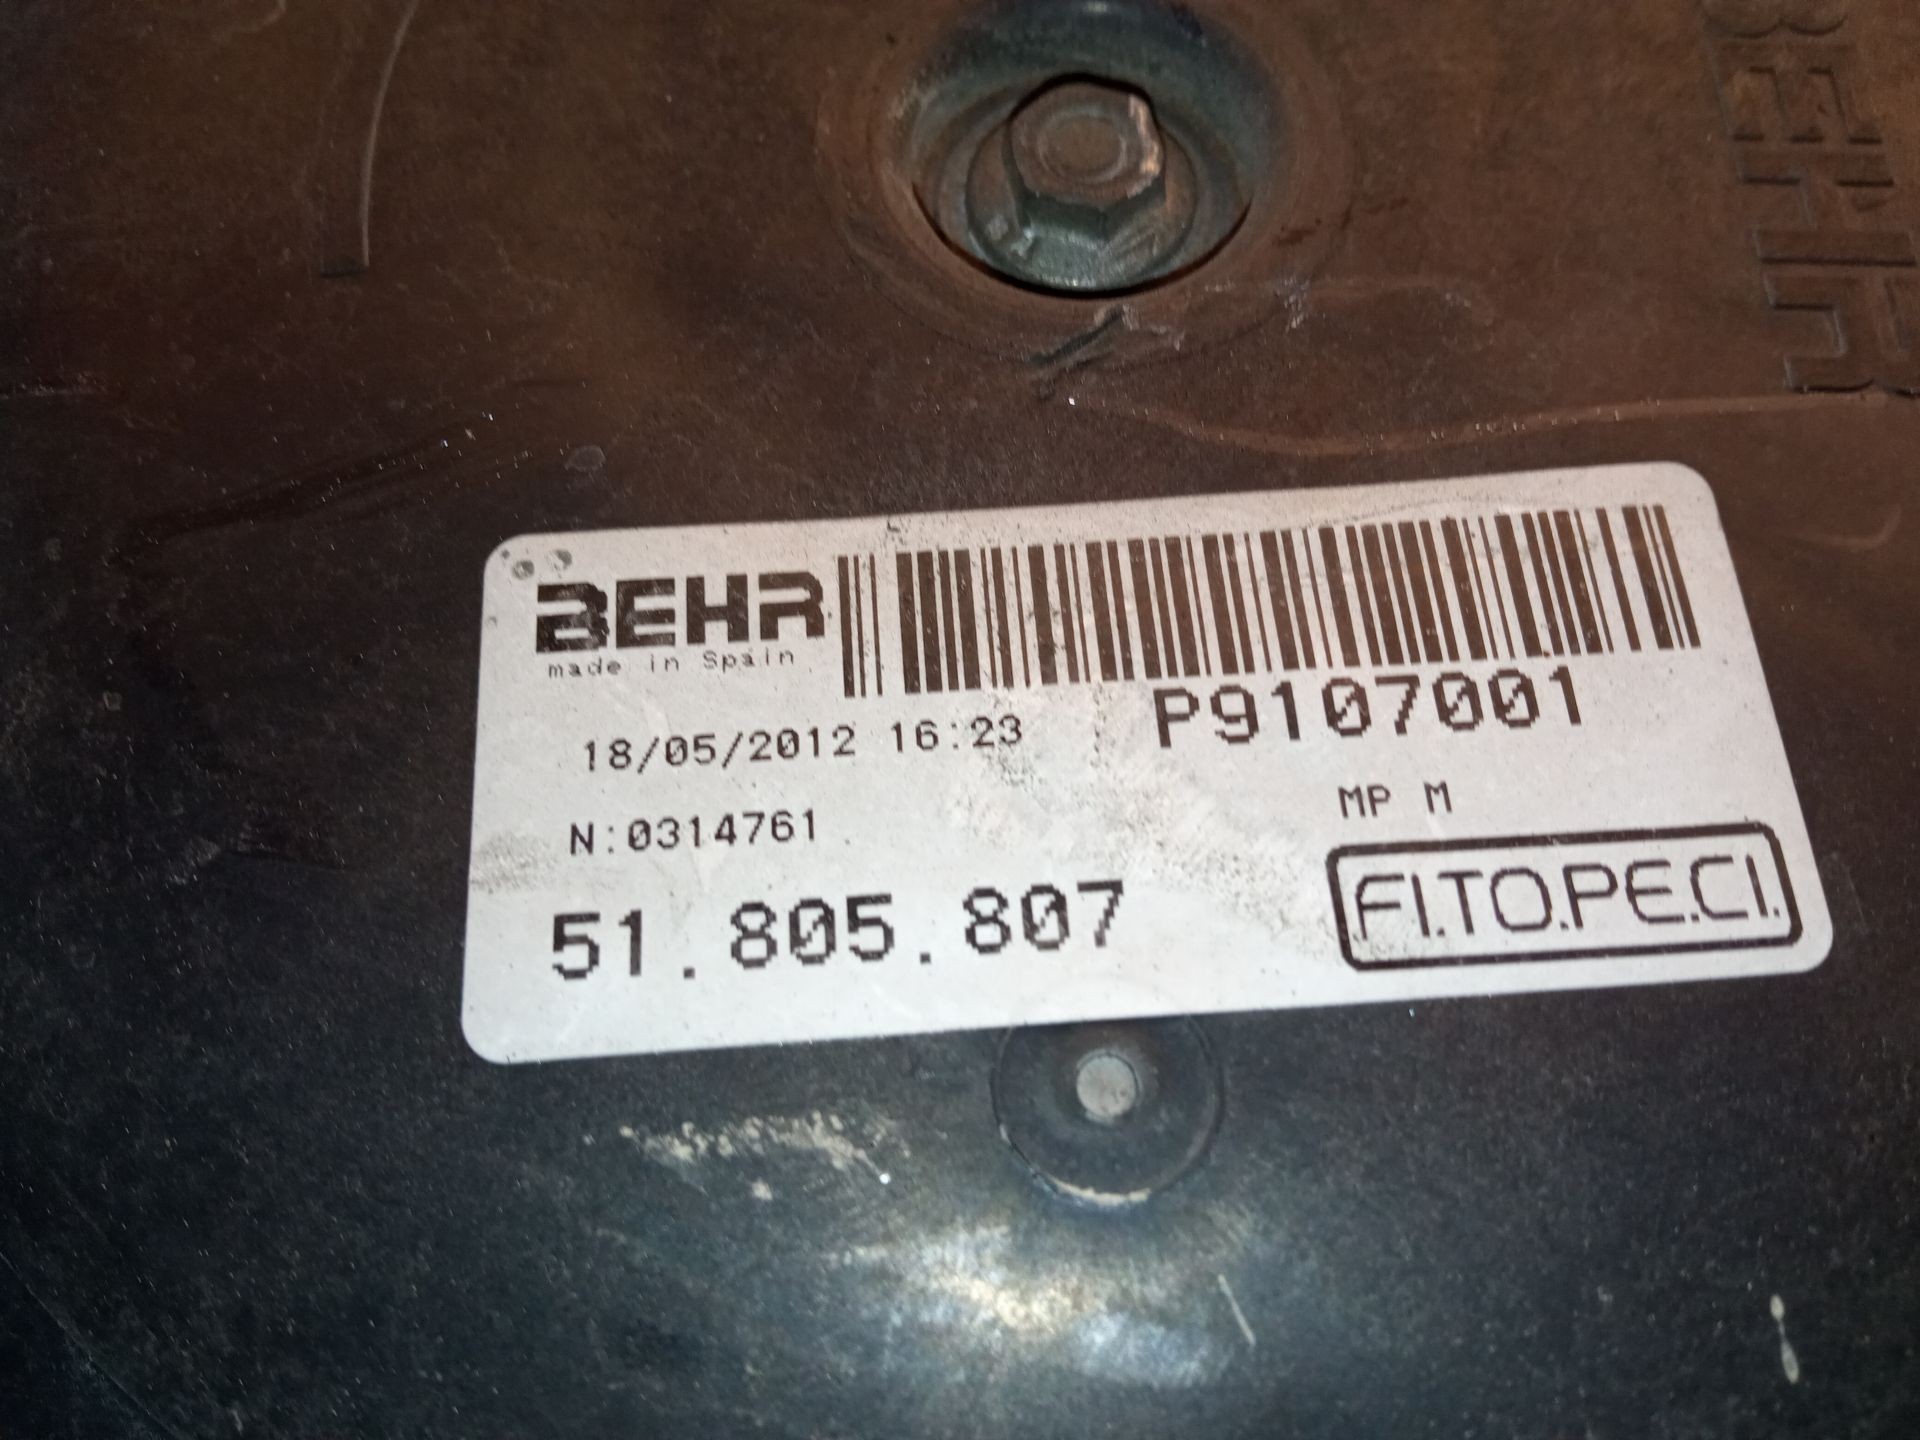 BEHR
BEHR
made in Spain
P9107001
18/05/2012 16:23
MP M
N:0314761
51.805.807
FI.TO.PE.CI.